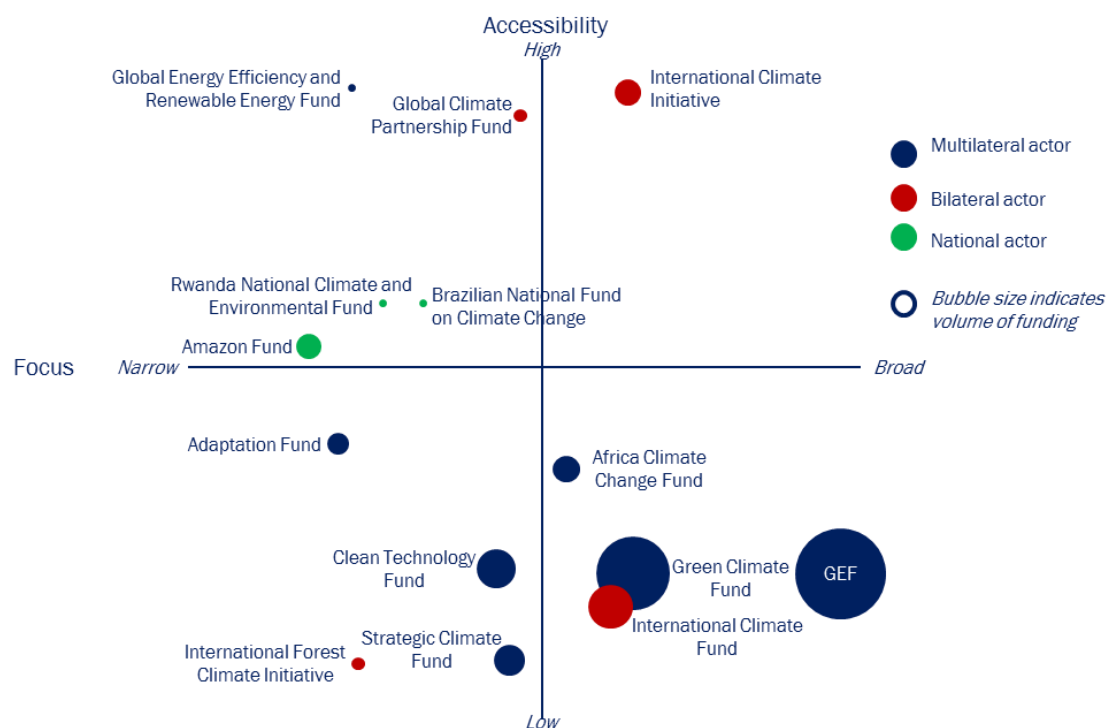 Accessibility
High
Global Energy Efficiency and
Renewable Energy Fund
Global Climate
Partnership Fund
International Climate
Initiative
Multilateral actor
Bilateral actor
National actor
Bubble size indicates
volume of funding
Rwanda National Climate and
Environmental Fund
Brazilian National Fund
on Climate Change
Amazon Fund
Focus
Narrow
Broad
Adaptation Fund
Africa Climate
Change Fund
Clean Technology
Fund
Green Climate
Fund
GEF
International Climate
Fund
Strategic Climate
Fund
International Forest
Climate Initiative
Low